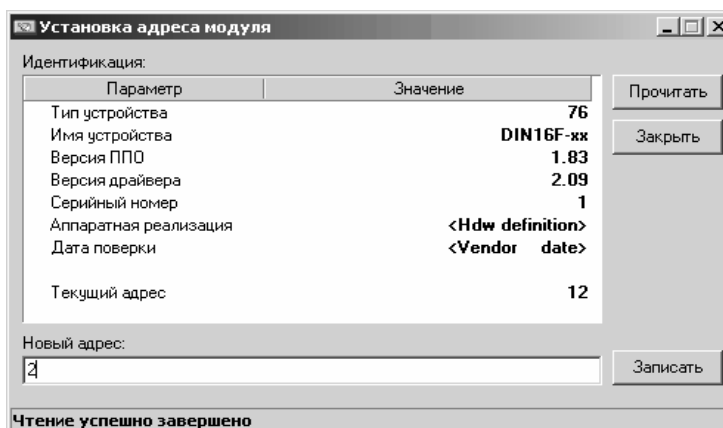 Установка адреса модуля
Идентификация:
Параметр Значение
Тип устройства 76
Имя устройства DIN16F-xx
Версия ППО 1.83
Версия драйвера 2.09
Серийный номер 1
Аппаратная реализация <Hdw definition>
Дата поверки <Vendor date>
Текущий адрес 12
Прочитать
Закрыть
Новый адрес:
2
Записать
Чтение успешно завершено